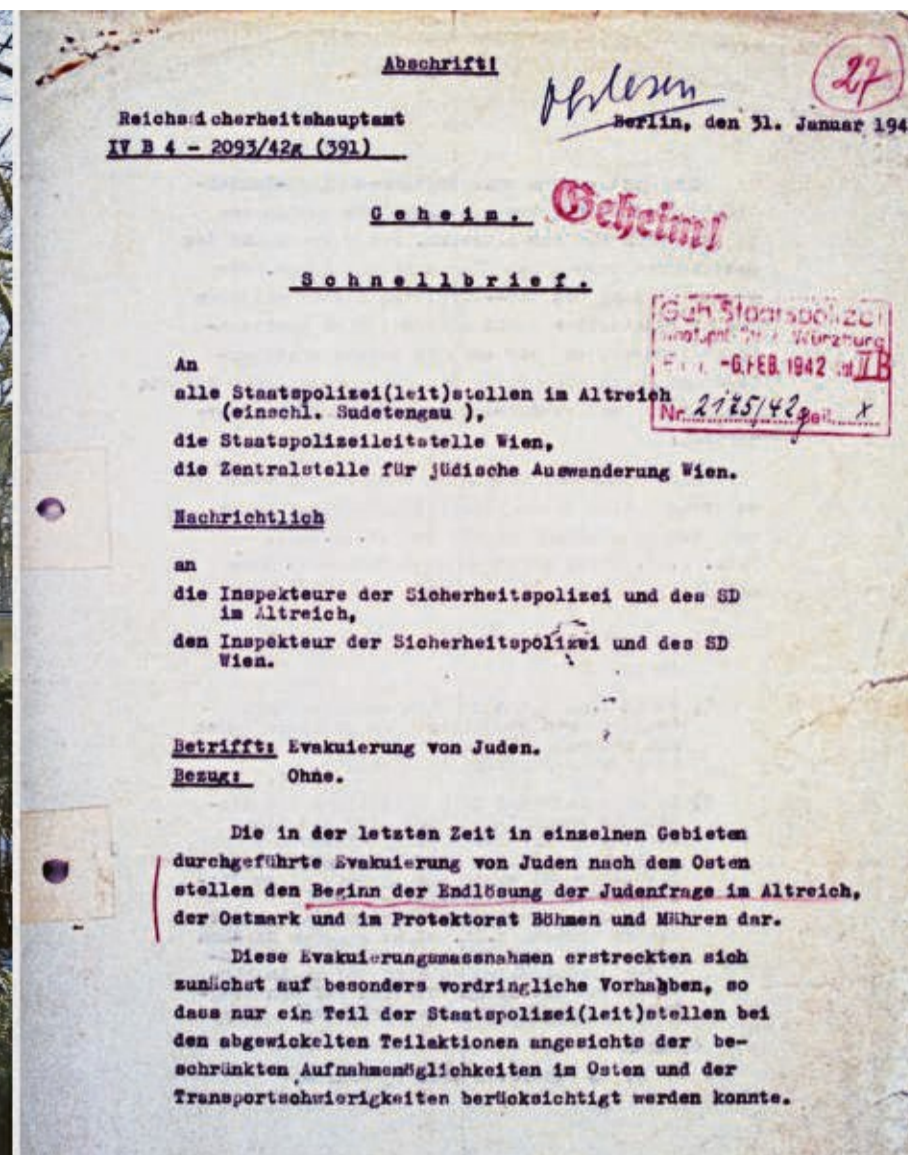 Abschrift!
27
Reichssicherheitshauptamt
Berlin, den 31. Januar 194
IV B 4 - 2093/42g (391)
Geheim. Geheim!
Schnellbrief.
Geh. Staatspolizei
Würzburg
-6. FEB. 1942 II B
Nr. 2175/42g X
An
alle Staatspolizei(leit)stellen im Altreich
(einschl. Sudetengau ),
die Staatspolizeileitstelle Wien,
die Zentralstelle für jüdische Auswanderung Wien.
Nachrichtlich
an
die Inspekteure der Sicherheitspolizei und des SD
im Altreich,
den Inspekteur der Sicherheitspolizei und des SD
Wien.
Betrifft: Evakuierung von Juden.
Bezug: Ohne.
Die in der letzten Zeit in einzelnen Gebieten
durchgeführte Evakuierung von Juden nach dem Osten
stellen den Beginn der Endlösung der Judenfrage im Altreich,
der Ostmark und im Protektorat Böhmen und Mähren dar.
Diese Evakuierungsmassnahmen erstreckten sich
zunächst auf besonders vordringliche Vorhabben, so
dass nur ein Teil der Staatspolizei(leit)stellen bei
den abgewickelten Teilaktionen angesichts der be-
schränkten Aufnahmemöglichkeiten im Osten und der
Transportschwierigkeiten berücksichtigt werden konnte.